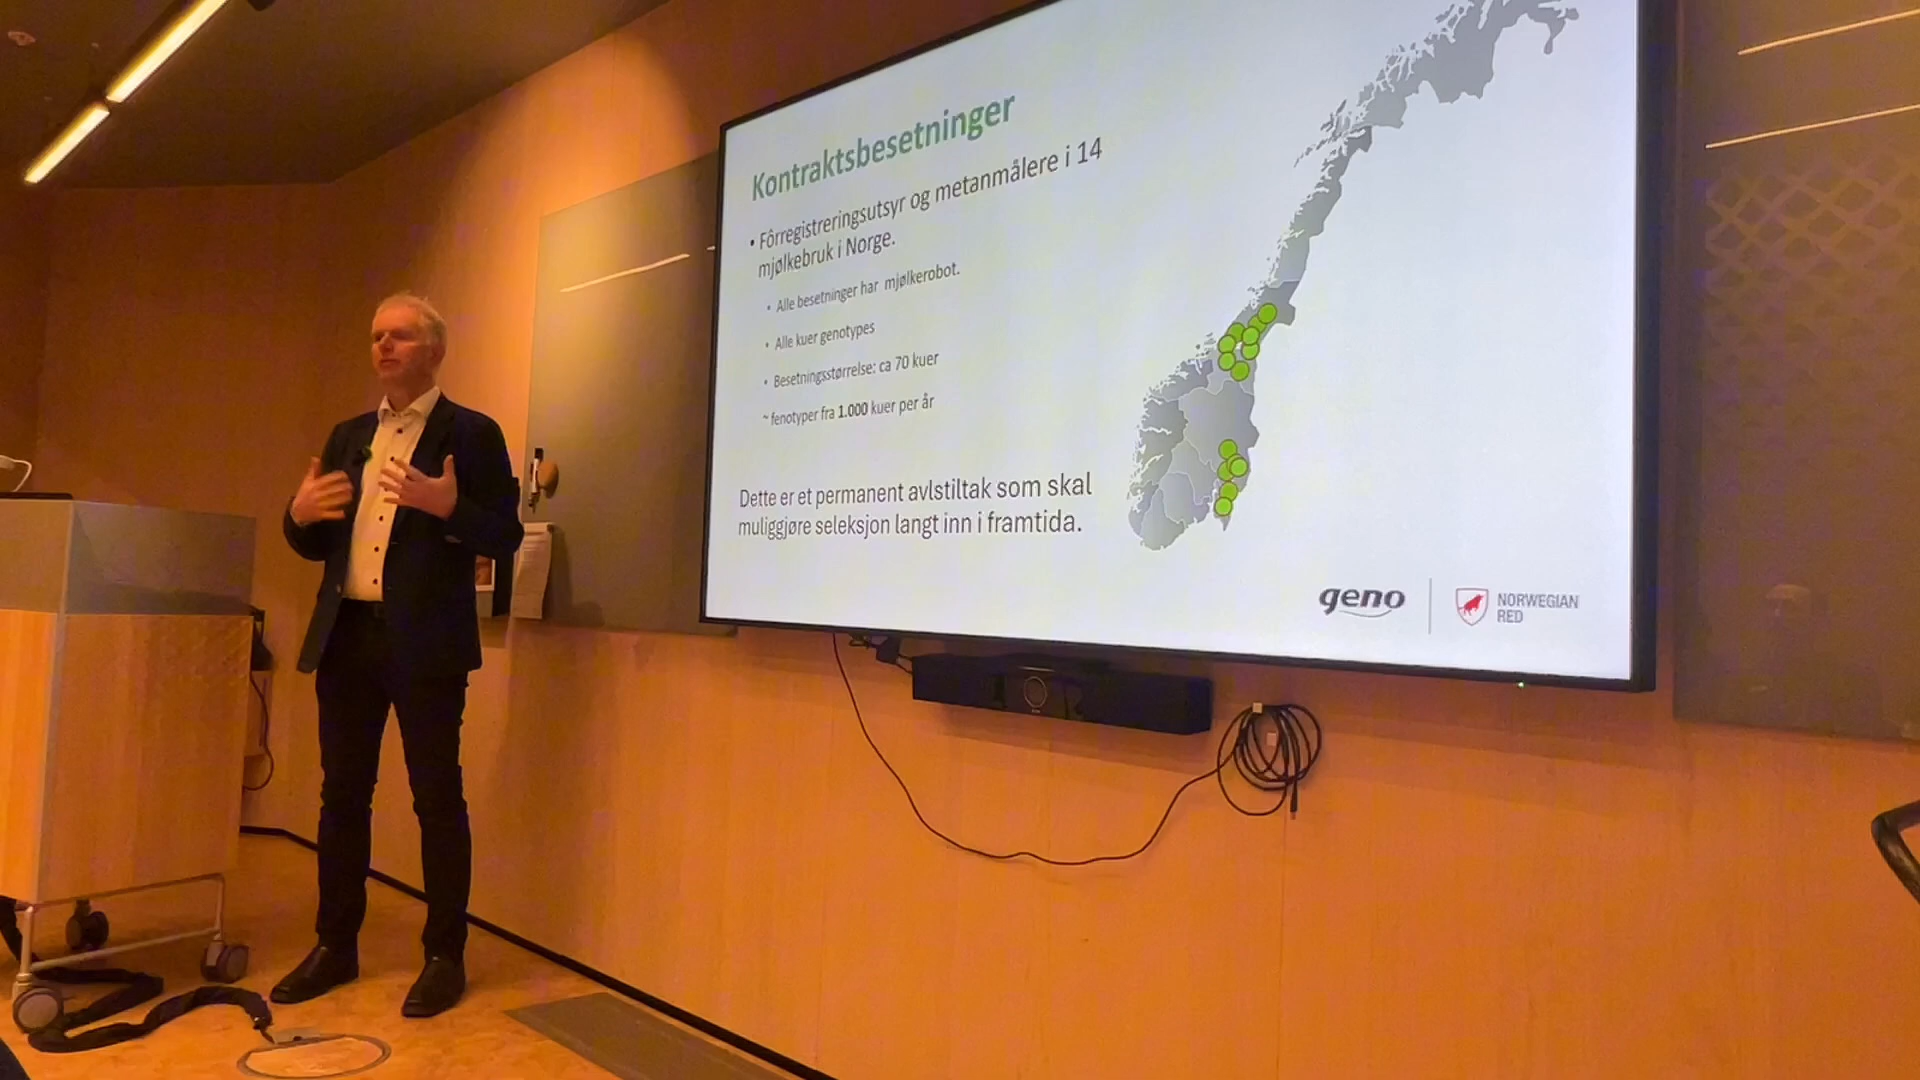 Kontraktsbesetninger
• Fôrregistreringsutsyr og metanmålere i 14
mjølkebruk i Norge.
• Alle besetninger har mjølkerobot.
• Alle kuer genotypes
• Besetningsstørrelse: ca 70 kuer
~ fenotyper fra 1.000 kuer per år
Dette er et permanent avlstiltak som skal
muliggjøre seleksjon langt inn i framtida.
geno
NORWEGIAN
RED